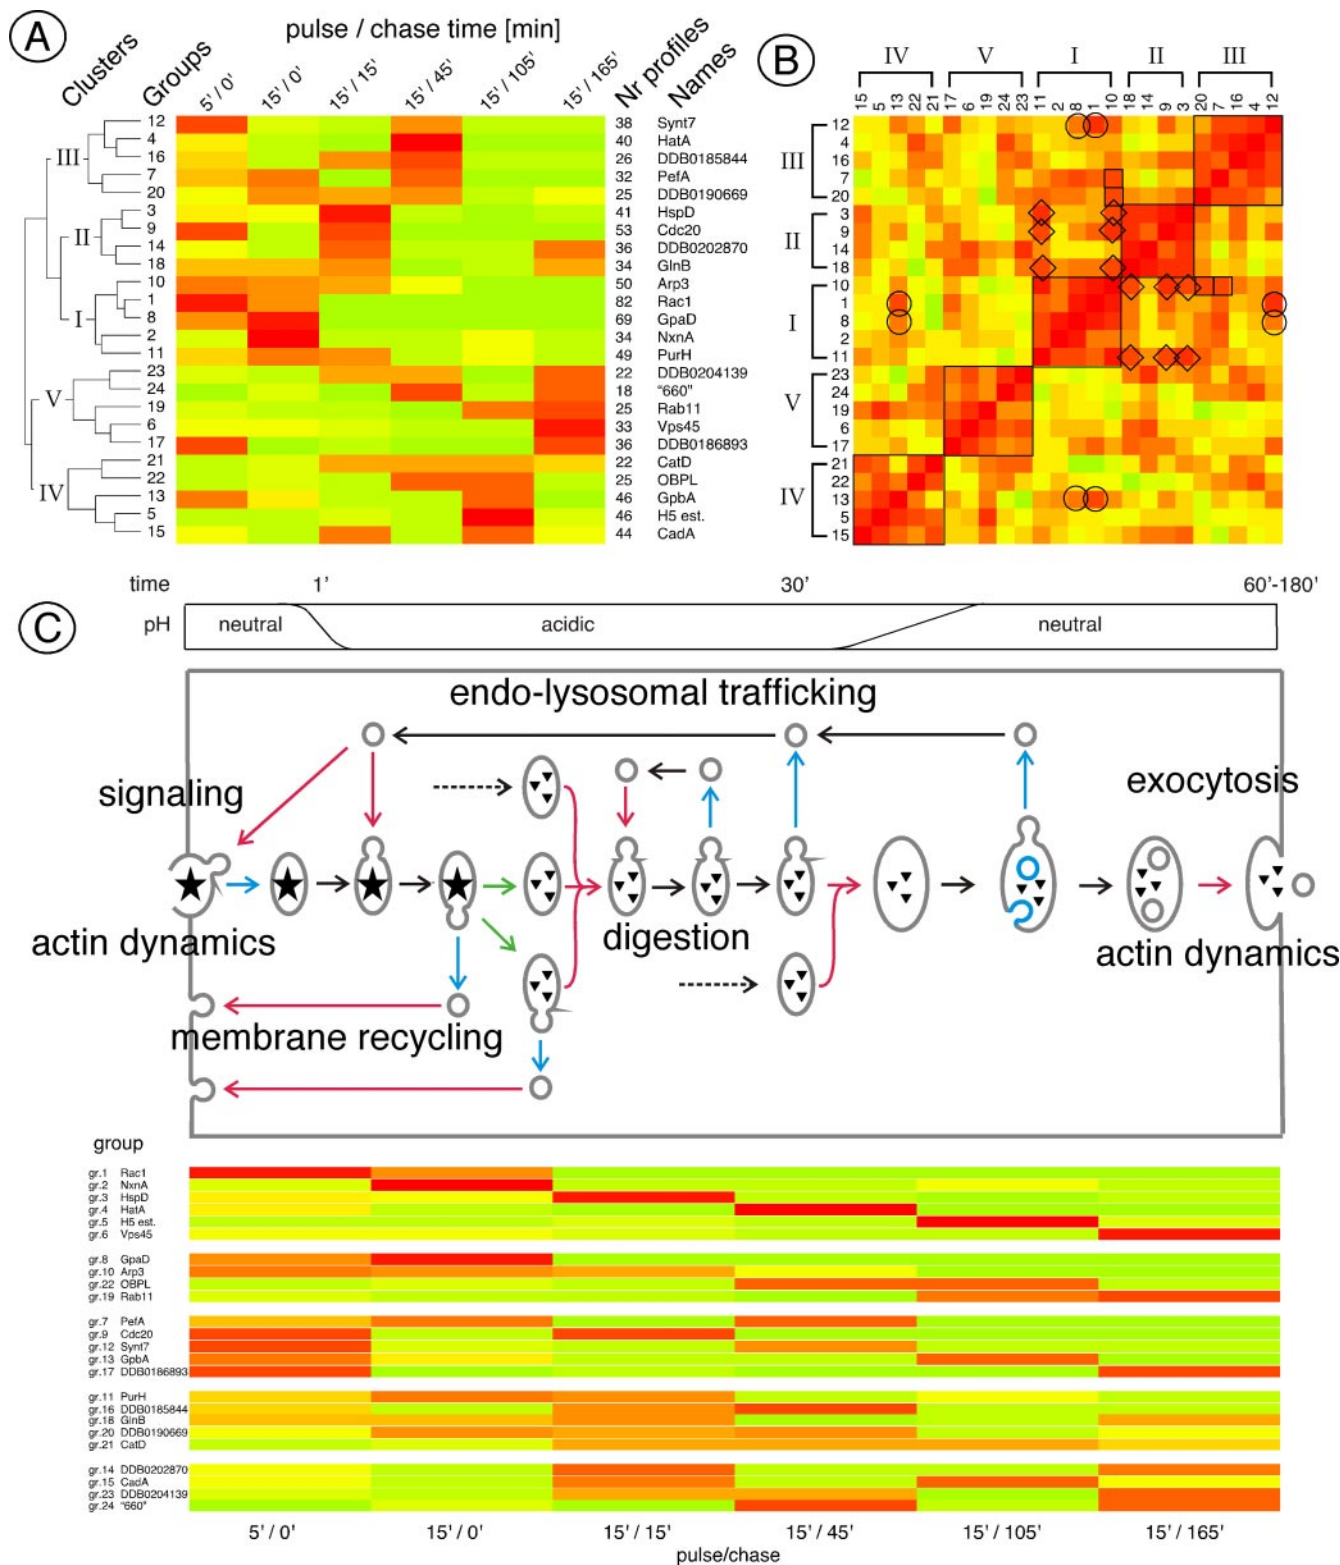 A
pulse / chase time [min]
Clusters
Groups
5' / 0'
15' / 0'
15' / 15'
15' / 45'
15' / 105'
15' / 165'
Nr profiles
Names
III
II
I
V
IV
12 38 Synt7
4 40 HatA
16 26 DDB0185844
7 32 PefA
20 25 DDB0190669
3 41 HspD
9 53 Cdc20
14 36 DDB0202870
18 34 GlnB
10 50 Arp3
1 82 Rac1
8 69 GpaD
2 34 NxnA
11 49 PurH
23 22 DDB0204139
24 18 "660"
19 25 Rab11
6 33 Vps45
17 36 DDB0186893
21 22 CatD
22 25 OBPL
13 46 GpbA
5 46 H5 est.
15 44 CadA
B
IV V I II III
15 5 13 22 21 17 6 19 24 23 11 2 8 1 10 18 14 9 3 20 7 16 4 12
III
II
I
V
IV
12
4
16
7
20
3
9
14
18
10
1
8
2
11
23
24
19
6
17
21
22
13
5
15
C
time 1' 30' 60'-180'
pH neutral acidic neutral
endo-lysosomal trafficking
signaling
exocytosis
actin dynamics
digestion
actin dynamics
membrane recycling
group
gr.1 Rac1
gr.2 NxnA
gr.3 HspD
gr.4 HatA
gr.5 H5 est.
gr.6 Vps45
gr.8 GpaD
gr.10 Arp3
gr.22 OBPL
gr.19 Rab11
gr.7 PefA
gr.9 Cdc20
gr.12 Synt7
gr.13 GpbA
gr.17 DDB0186893
gr.11 PurH
gr.16 DDB0185844
gr.18 GlnB
gr.20 DDB0190669
gr.21 CatD
gr.14 DDB0202870
gr.15 CadA
gr.23 DDB0204139
gr.24 "660"
5' / 0' 15' / 0' 15' / 15' 15' / 45' 15' / 105' 15' / 165'
pulse/chase